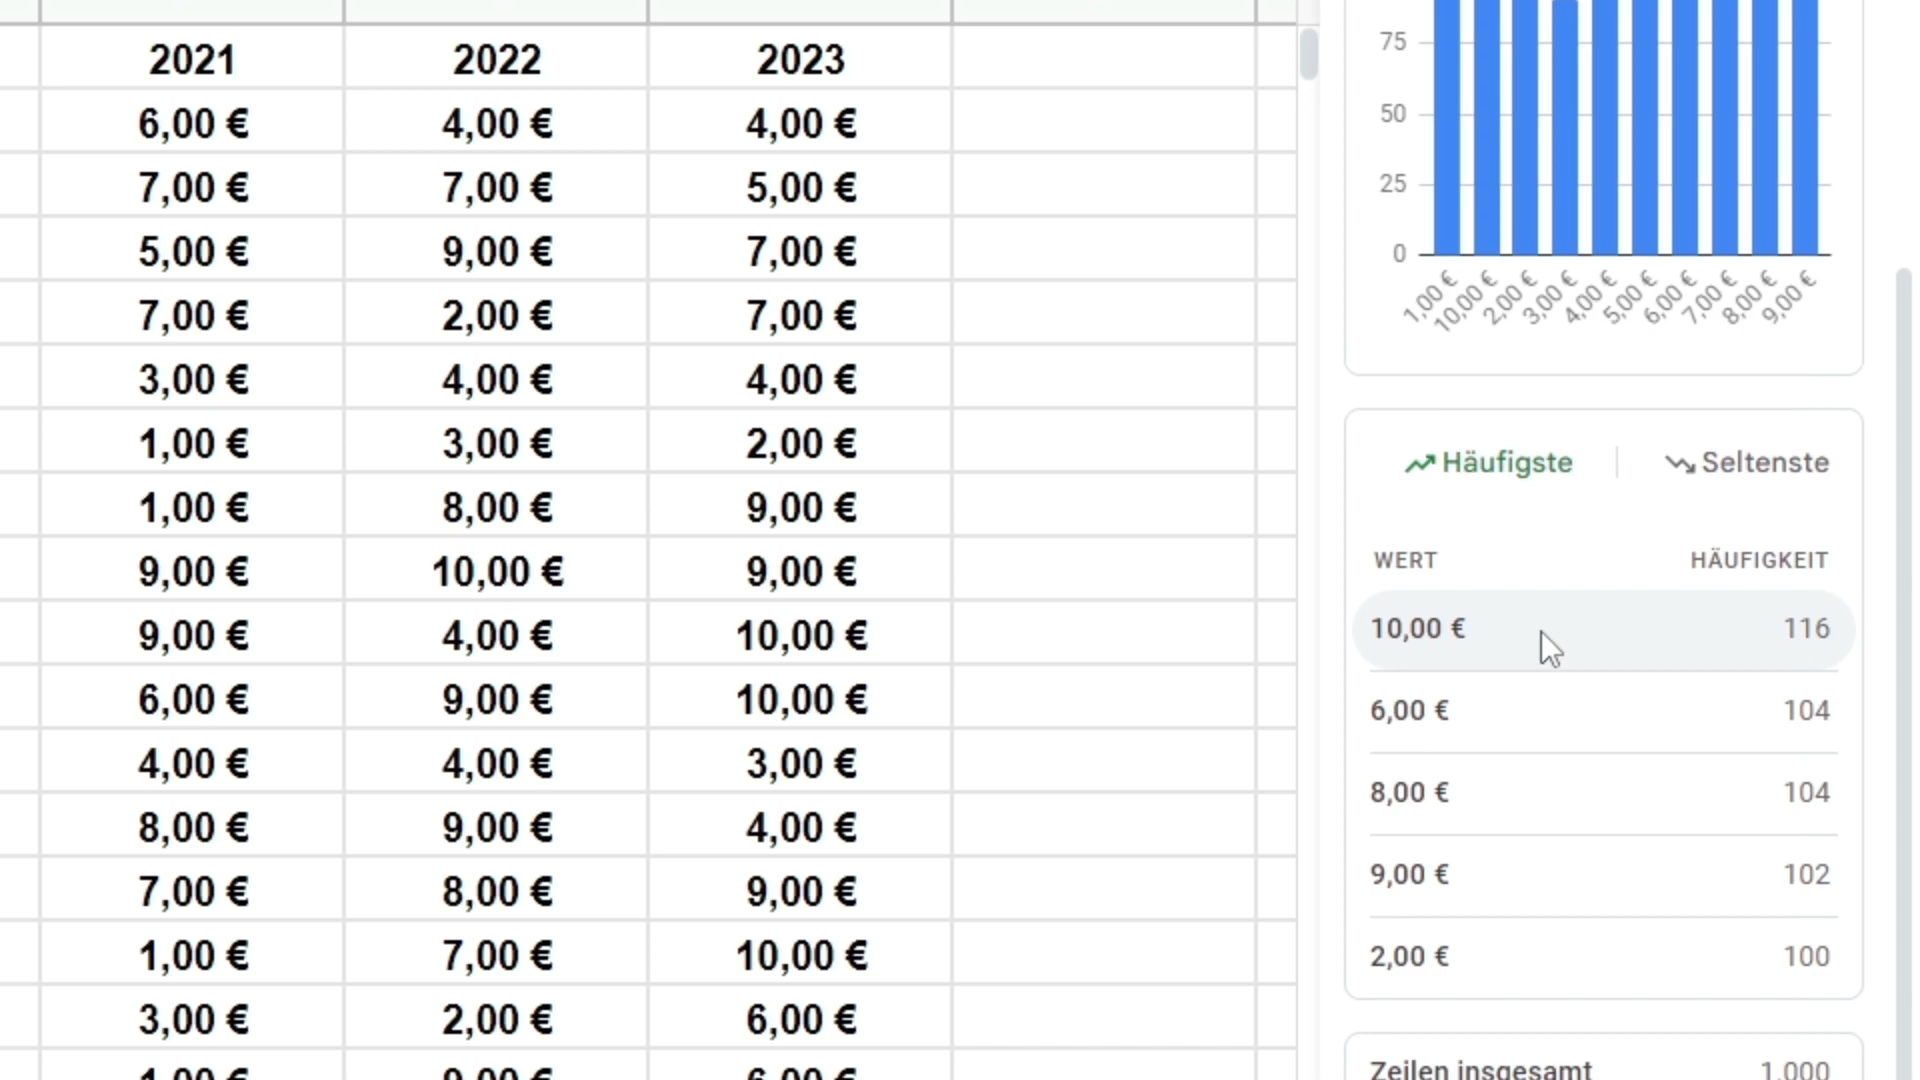 2021 2022 2023
6,00 € 4,00 € 4,00 €
7,00 € 7,00 € 5,00 €
5,00 € 9,00 € 7,00 €
7,00 € 2,00 € 7,00 €
3,00 € 4,00 € 4,00 €
1,00 € 3,00 € 2,00 €
1,00 € 8,00 € 9,00 €
9,00 € 10,00 € 9,00 €
9,00 € 4,00 € 10,00 €
6,00 € 9,00 € 10,00 €
4,00 € 4,00 € 3,00 €
8,00 € 9,00 € 4,00 €
7,00 € 8,00 € 9,00 €
1,00 € 7,00 € 10,00 €
3,00 € 2,00 € 6,00 €
75
50
25
0
1,00 € 10,00 € 2,00 € 3,00 € 4,00 € 5,00 € 6,00 € 7,00 € 8,00 € 9,00 €
Häufigste Seltenste
WERT HÄUFIGKEIT
10,00 € 116
6,00 € 104
8,00 € 104
9,00 € 102
2,00 € 100
Zeilen insgesamt 1.000